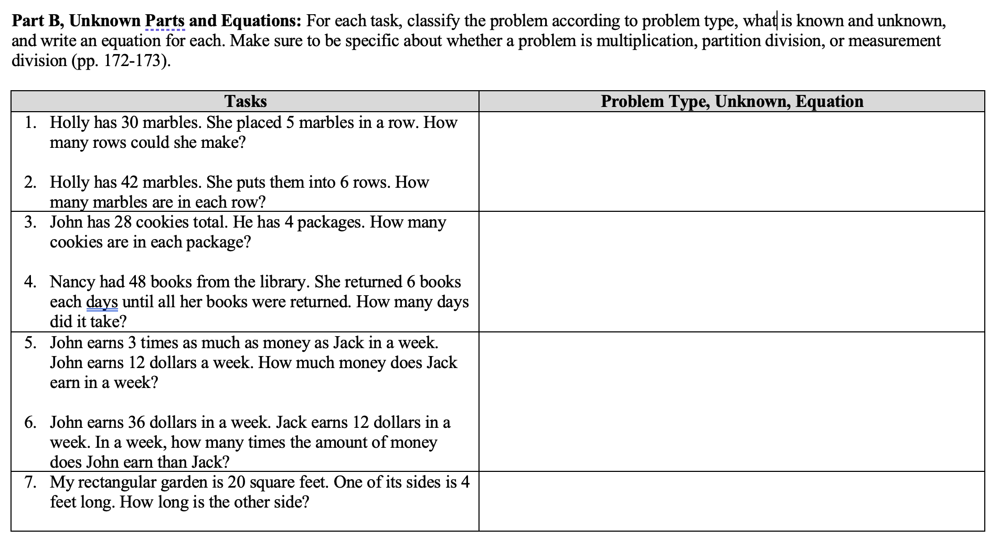 Part B, Unknown Parts and Equations: For each task, classify the problem according to problem type, what is known and unknown,
and write an equation for each. Make sure to be specific about whether a problem is multiplication, partition division, or measurement
division (pp. 172-173).
Tasks
Problem Type, Unknown, Equation
1. Holly has 30 marbles. She placed 5 marbles in a row. How
many rows could she make?
2. Holly has 42 marbles. She puts them into 6 rows. How
many marbles are in each row?
3. John has 28 cookies total. He has 4 packages. How many
cookies are in each package?
4. Nancy had 48 books from the library. She returned 6 books
each days until all her books were returned. How many days
did it take?
5. John earns 3 times as much as money as Jack in a week.
John earns 12 dollars a week. How much money does Jack
earn in a week?
6. John earns 36 dollars in a week. Jack earns 12 dollars in a
week. In a week, how many times the amount of money
does John earn than Jack?
7. My rectangular garden is 20 square feet. One of its sides is 4
feet long. How long is the other side?